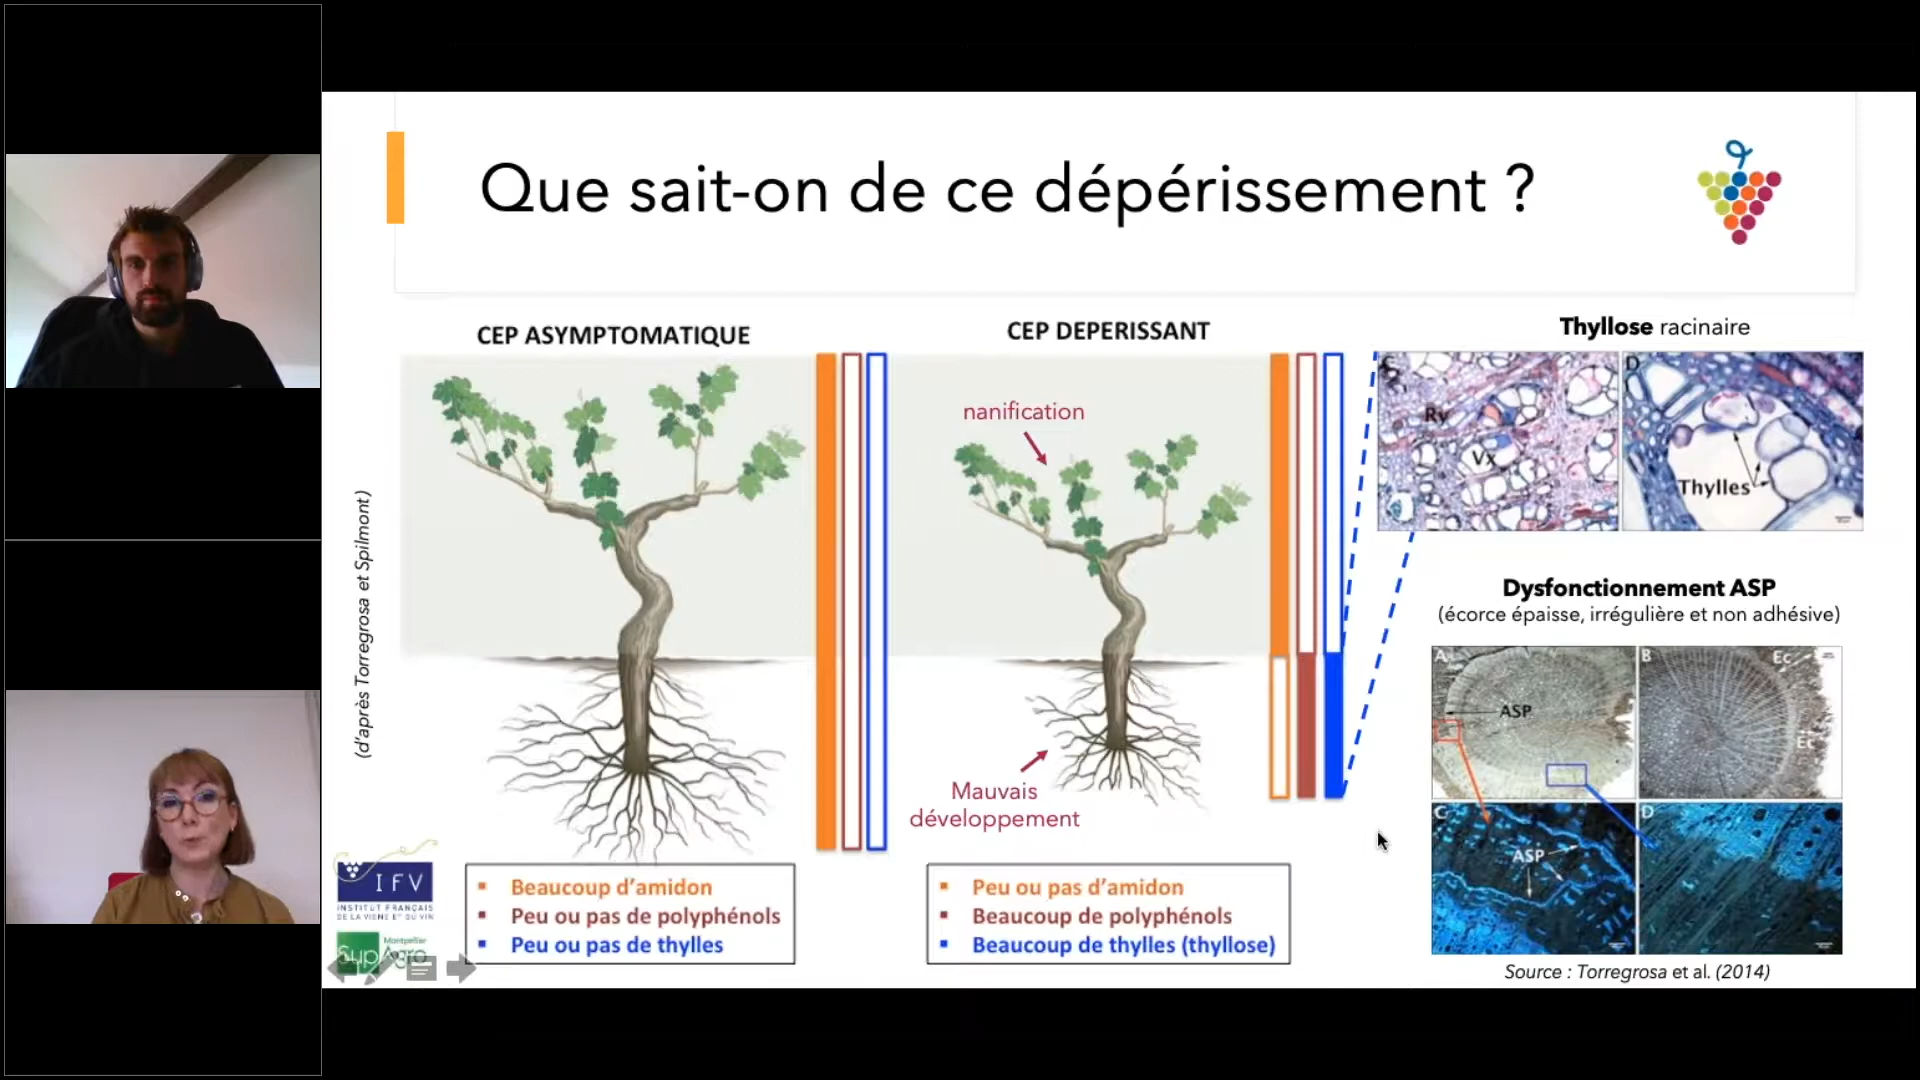 Que sait-on de ce dépérissement ?
CEP ASYMPTOMATIQUE
CEP DEPERISSANT
nanification
Mauvais
développement
(d'après Torregrosa et Spilmont)
Beaucoup d'amidon
Peu ou pas de polyphénols
Peu ou pas de thylles
Peu ou pas d'amidon
Beaucoup de polyphénols
Beaucoup de thylles (thyllose)
IFV
INSTITUT FRANÇAIS
DE LA VIGNE ET DU VIN
Montpellier
SupAgro
Thyllose racinaire
C
Ry
Vx
D
Thylles
Dysfonctionnement ASP
(écorce épaisse, irrégulière et non adhésive)
A
ASP
B
Ec
Ec
C
ASP
D
Source : Torregrosa et al. (2014)